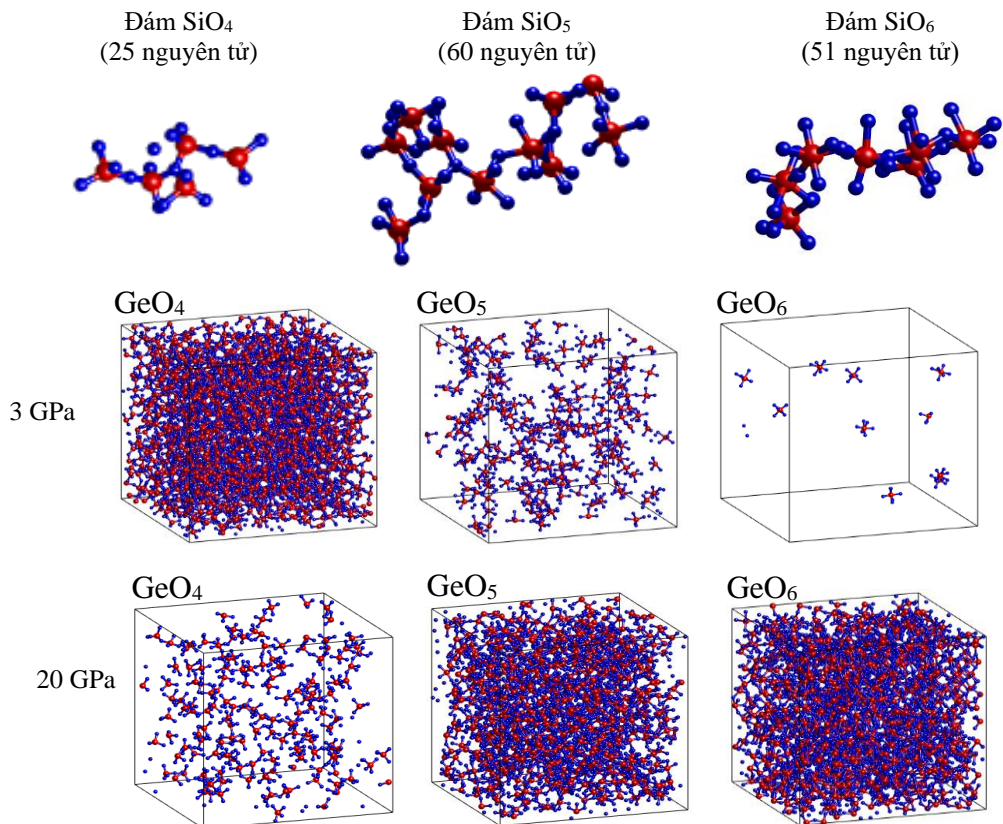 Đám SiO₄
(25 nguyên tử)
Đám SiO₅
(60 nguyên tử)
Đám SiO₆
(51 nguyên tử)
GeO₄
GeO₅
GeO₆
3 GPa
GeO₄
GeO₅
GeO₆
20 GPa